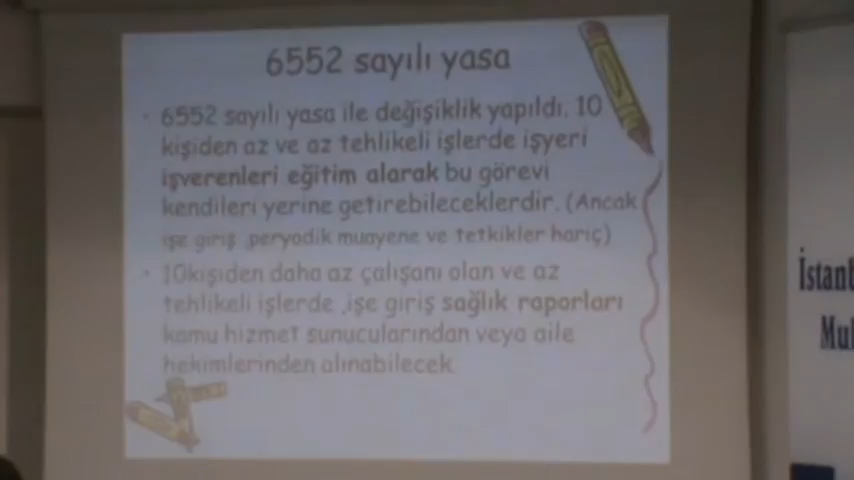 6552 sayılı yasa
• 6552 sayılı yasa ile değişiklik yapıldı. 10
kişiden az ve az tehlikeli işlerde işyeri
işverenleri eğitim alarak bu görevi
kendileri yerine getirebileceklerdir. (Ancak
işe giriş ,peryodik muayene ve tetkikler hariç)
• 10kişiden daha az çalışanı olan ve az
tehlikeli işlerde ,işe giriş sağlık raporları
kamu hizmet sunucularından veya aile
hekimlerinden alınabilecek
İstanb
Mul